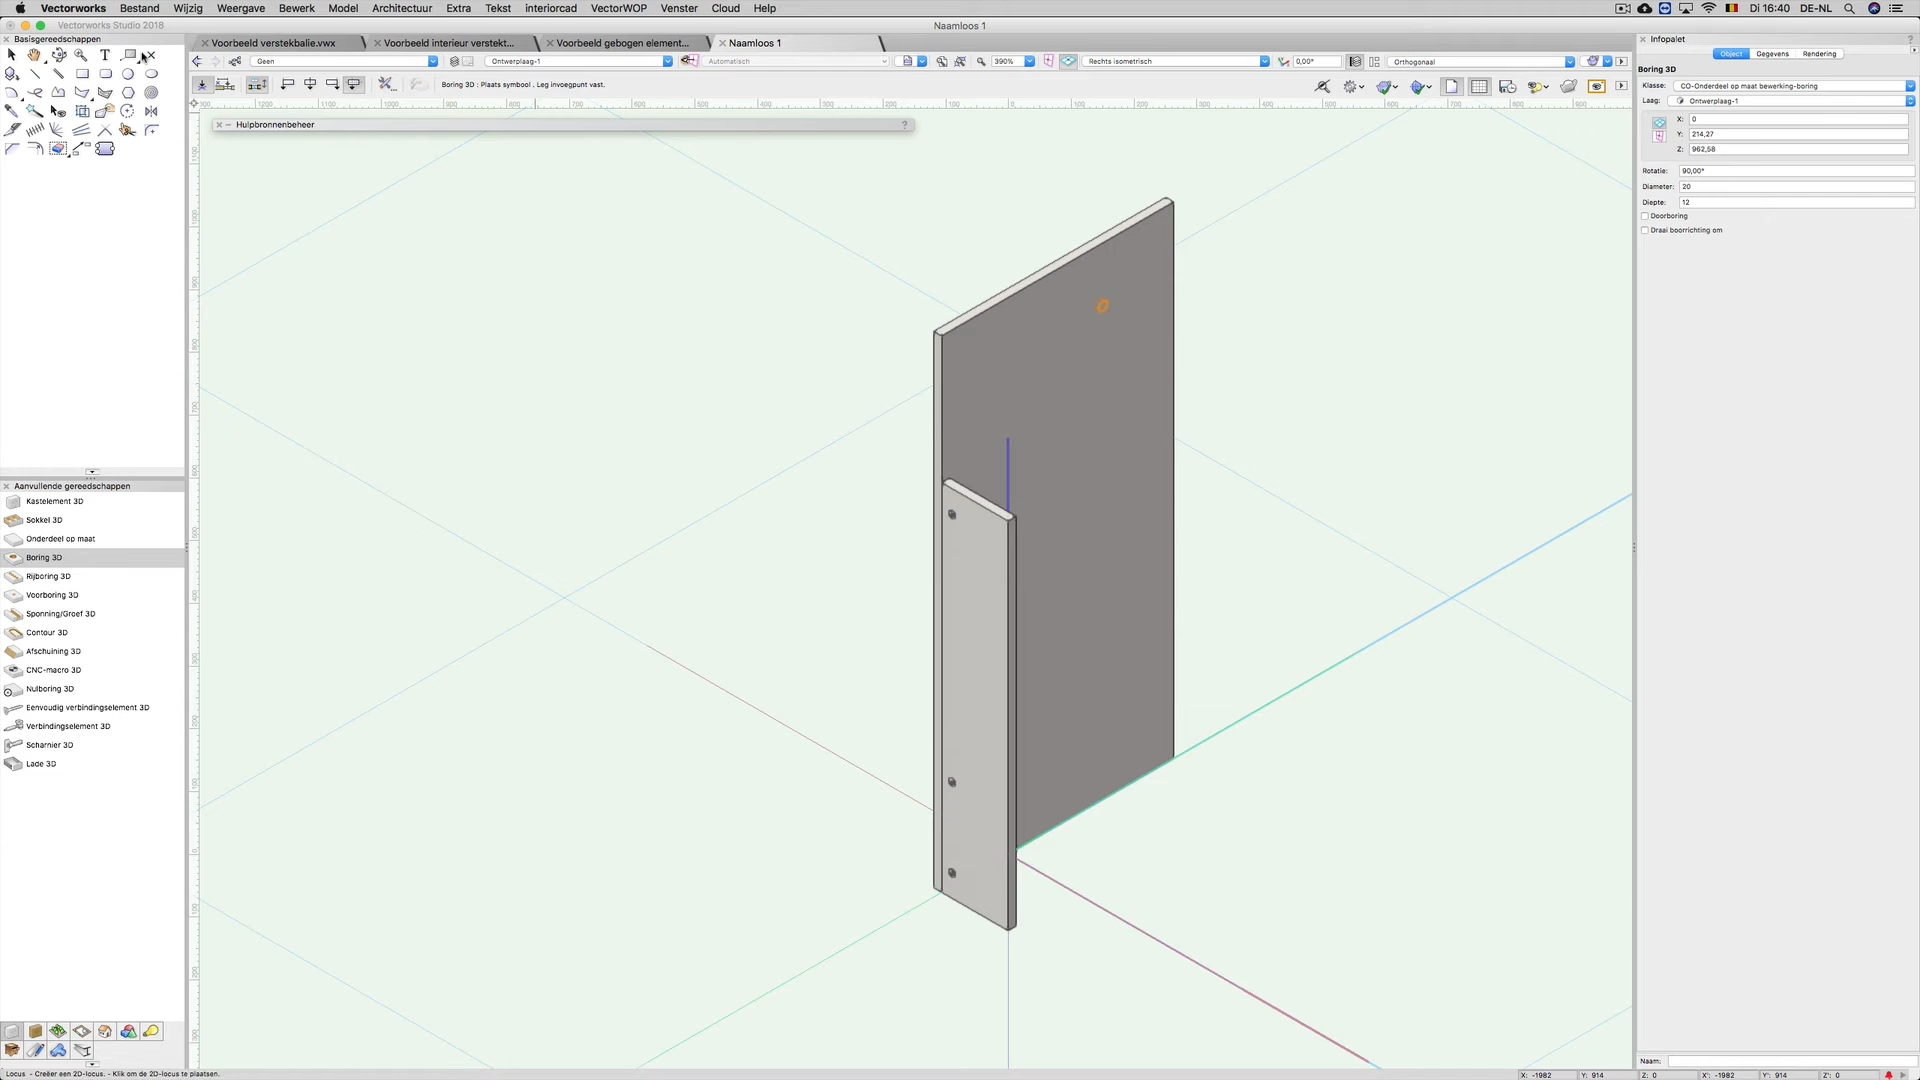 Vectorworks Bestand Wijzig Weergave Bewerk Model Architectuur Extra Tekst interiorcad VectorWOP Venster Cloud Help Di 16:40 DE-NL
Vectorworks Studio 2018
Naamloos 1
Basisgereedschappen
Voorbeeld verstekbalie.vwx
Voorbeeld interieur verstekt...
Voorbeeld gebogen element...
Naamloos 1
Geen
Ontwerplaag-1
Automatisch
390%
Rechts isometrisch
0,00°
Orthogonaal
Boring 3D : Plaats symbool . Leg invoegpunt vast.
Hulpbronnenbeheer
Infopalet
Object Gegevens Rendering
Boring 3D
Klasse: CO-Onderdeel op maat bewerking-boring
Laag: Ontwerplaag-1
X: 0
Y: 214,27
Z: 962,58
Rotatie: 90,00°
Diameter: 20
Diepte: 12
Doorboring
Draai boorrichting om
Aanvullende gereedschappen
Kastelement 3D
Sokkel 3D
Onderdeel op maat
Boring 3D
Rijboring 3D
Voorboring 3D
Sponning/Groef 3D
Contour 3D
Afschuining 3D
CNC-macro 3D
Nulboring 3D
Eenvoudig verbindingselement 3D
Verbindingselement 3D
Scharnier 3D
Lade 3D
Naam:
Locus - Creëer een 2D-locus. - Klik om de 2D-locus te plaatsen.
X: -1982 Y: 914 Z: 0 X': -1982 Y': 914 Z': 0